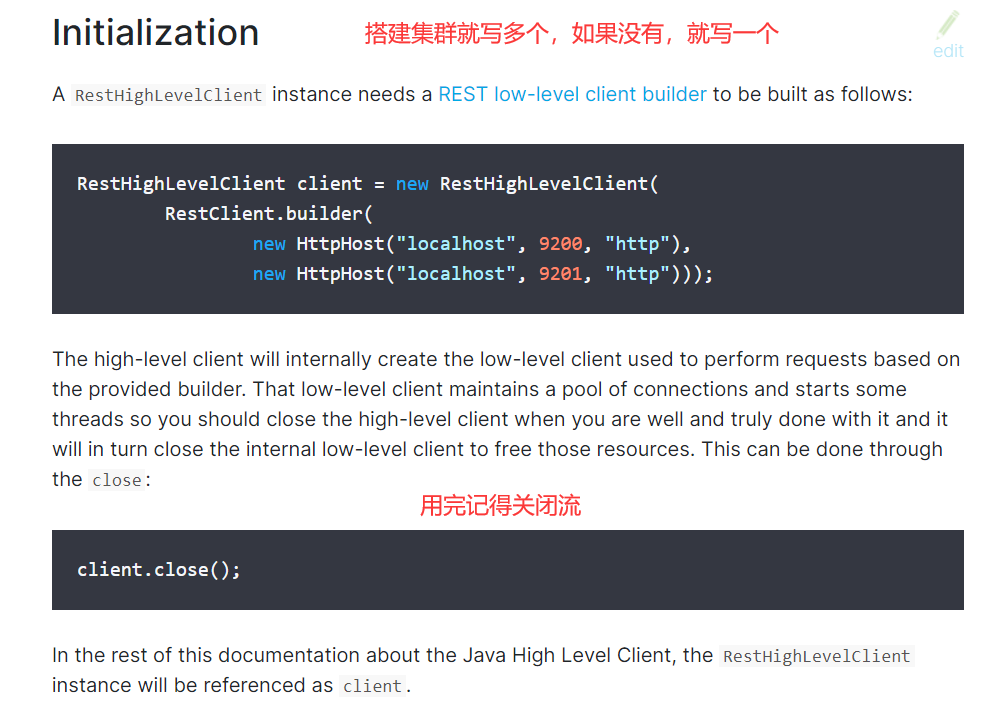 Initialization
搭建集群就写多个，如果没有，就写一个
edit
A RestHighLevelClient instance needs a REST low-level client builder to be built as follows:
RestHighLevelClient client = new RestHighLevelClient(
        RestClient.builder(
                new HttpHost("localhost", 9200, "http"),
                new HttpHost("localhost", 9201, "http")));
The high-level client will internally create the low-level client used to perform requests based on
the provided builder. That low-level client maintains a pool of connections and starts some
threads so you should close the high-level client when you are well and truly done with it and it
will in turn close the internal low-level client to free those resources. This can be done through
the close:
用完记得关闭流
client.close();
In the rest of this documentation about the Java High Level Client, the RestHighLevelClient
instance will be referenced as client.